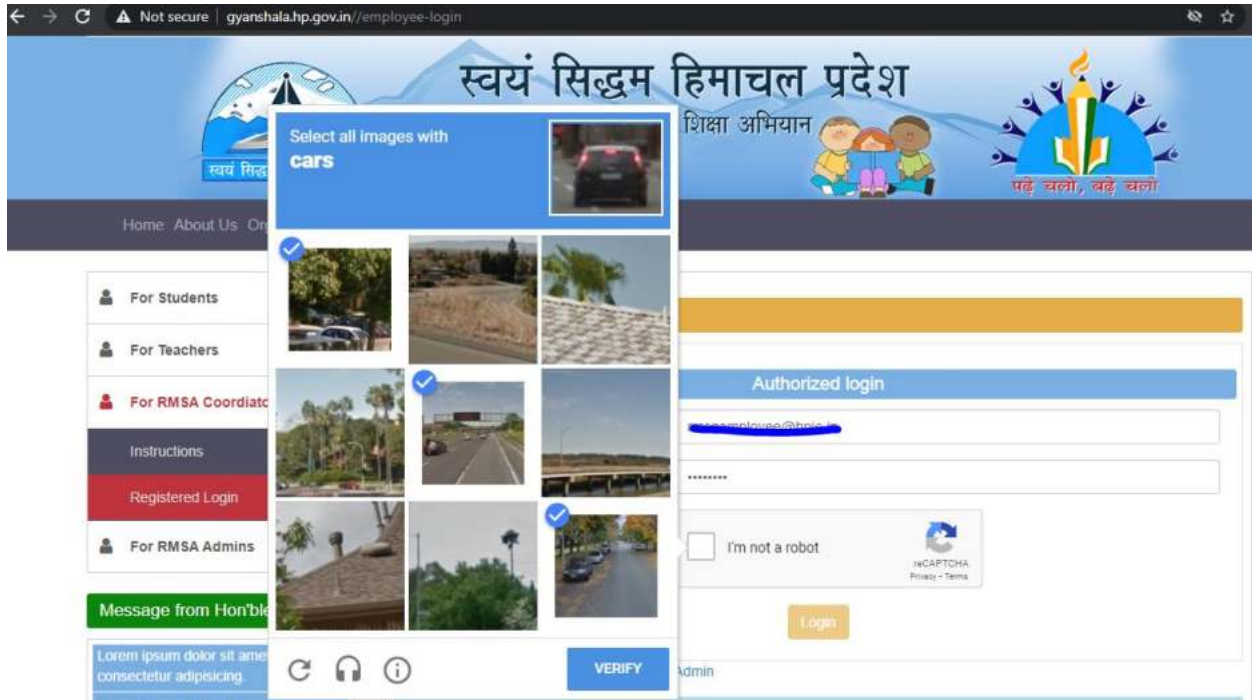 Not secure | gyanshala.hp.gov.in//employee-login
स्वयं सिद्धम हिमाचल प्रदेश
शिक्षा अभियान
स्वयं
पढ़े चलो, बढ़े चलो
Select all images with
cars
Home About Us
For Students
For Teachers
For RMSA
Instructions
Registered Login
For RMSA Admins
Message from Hon'ble
Lorem ipsum dolor sit
consectetur adipisicing.
VERIFY
Authorized login
••••••••
I'm not a robot
reCAPTCHA
Privacy - Terms
Login
Admin